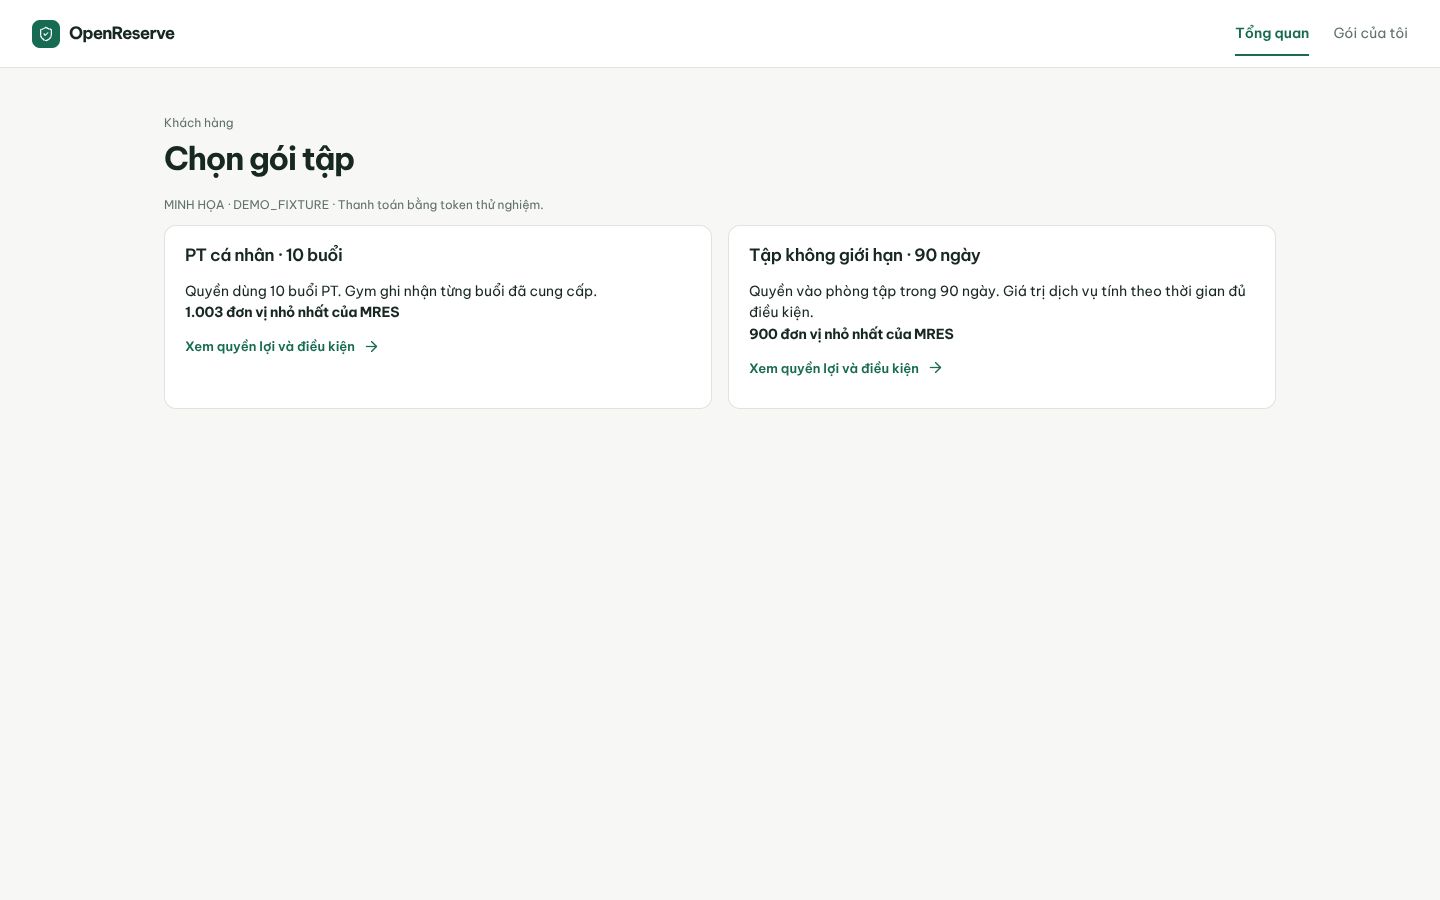 OpenReserve
Tổng quan
Gói của tôi
Khách hàng
Chọn gói tập
MINH HỌA · DEMO_FIXTURE · Thanh toán bằng token thử nghiệm.
PT cá nhân · 10 buổi
Quyền dùng 10 buổi PT. Gym ghi nhận từng buổi đã cung cấp.
1.003 đơn vị nhỏ nhất của MRES
Xem quyền lợi và điều kiện
Tập không giới hạn · 90 ngày
Quyền vào phòng tập trong 90 ngày. Giá trị dịch vụ tính theo thời gian đủ
điều kiện.
900 đơn vị nhỏ nhất của MRES
Xem quyền lợi và điều kiện